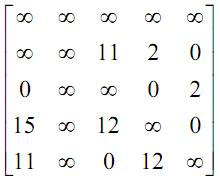 ∞ ∞ ∞ ∞ ∞
∞ ∞ 11 2 0
0 ∞ ∞ 0 2
15 ∞ 12 ∞ 0
11 ∞ 0 12 ∞